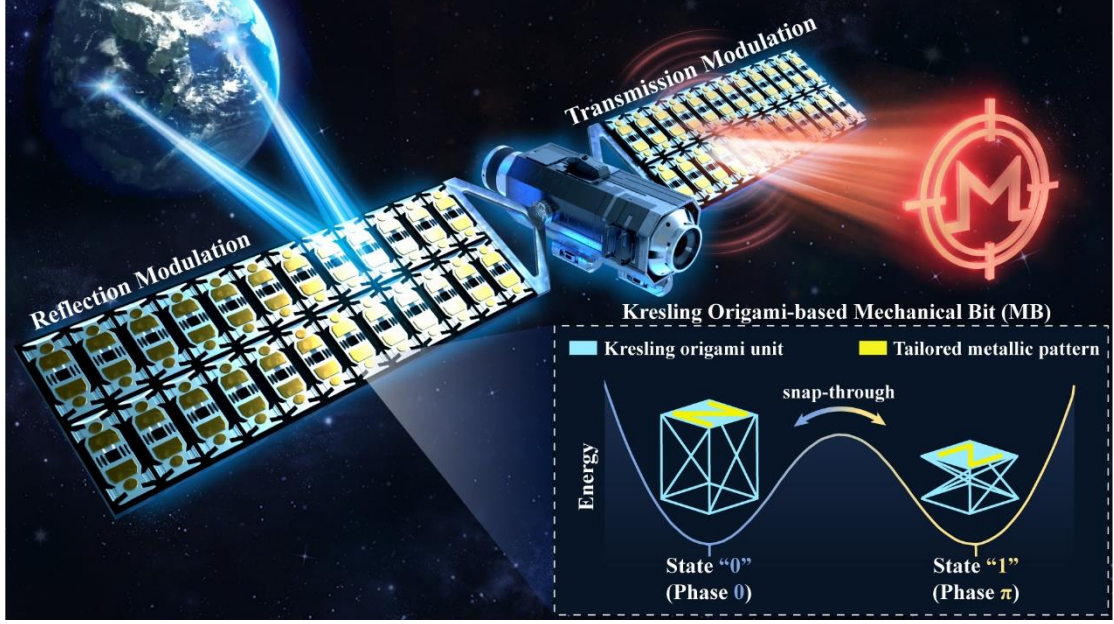 Transmission Modulation
Reflection Modulation
M
Kresling Origami-based Mechanical Bit (MB)
Kresling origami unit
Tailored metallic pattern
snap-through
Energy
State “0”
(Phase 0)
State “1”
(Phase π)